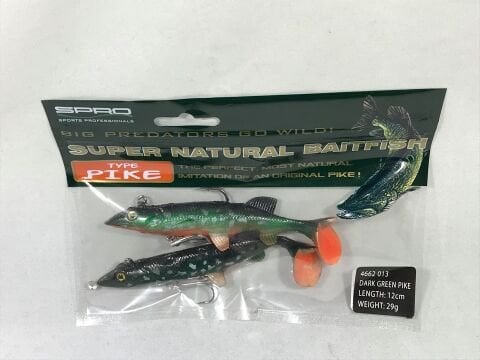 SPRO
SPORTS PROFESSIONALS
BIG PREDATORS GO WILD!
SUPER NATURAL BAITFISH
TYPE
PIKE
THE PERFECT MOST NATURAL
IMITATION OF AN ORIGINAL PIKE!
4662 013
DARK GREEN PIKE
LENGTH: 12cm
WEIGHT: 29g